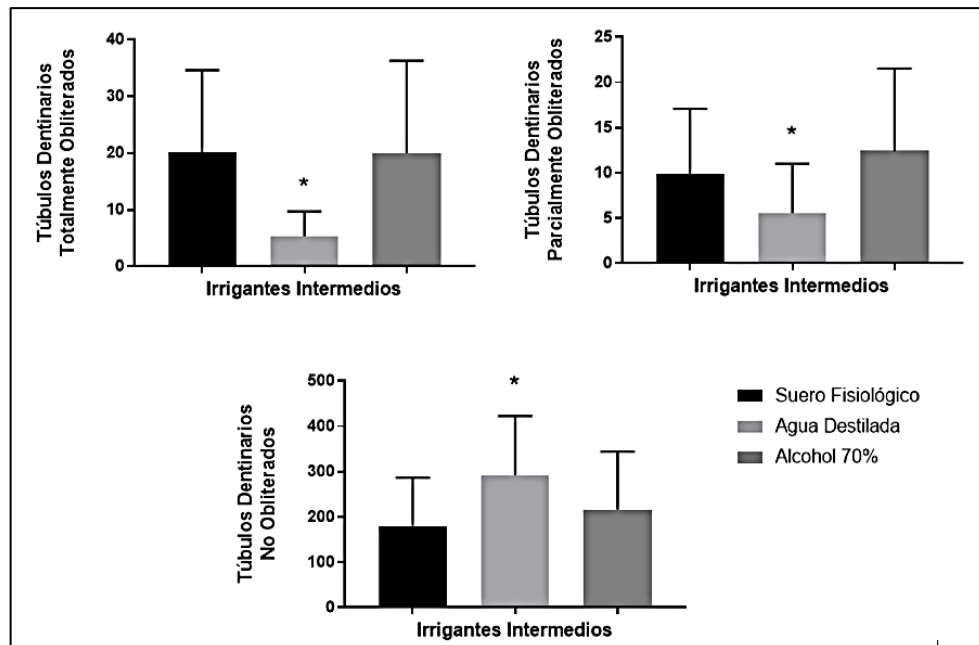 Túbulos Dentinarios
Totalmente Obliterados
40
30
20
10
0
*
Irrigantes Intermedios
Túbulos Dentinarios
Parcialmente Obliterados
25
20
15
10
5
0
*
Irrigantes Intermedios
Túbulos Dentinarios
No Obliterados
500
400
300
200
100
0
*
Irrigantes Intermedios
Suero Fisiológico
Agua Destilada
Alcohol 70%